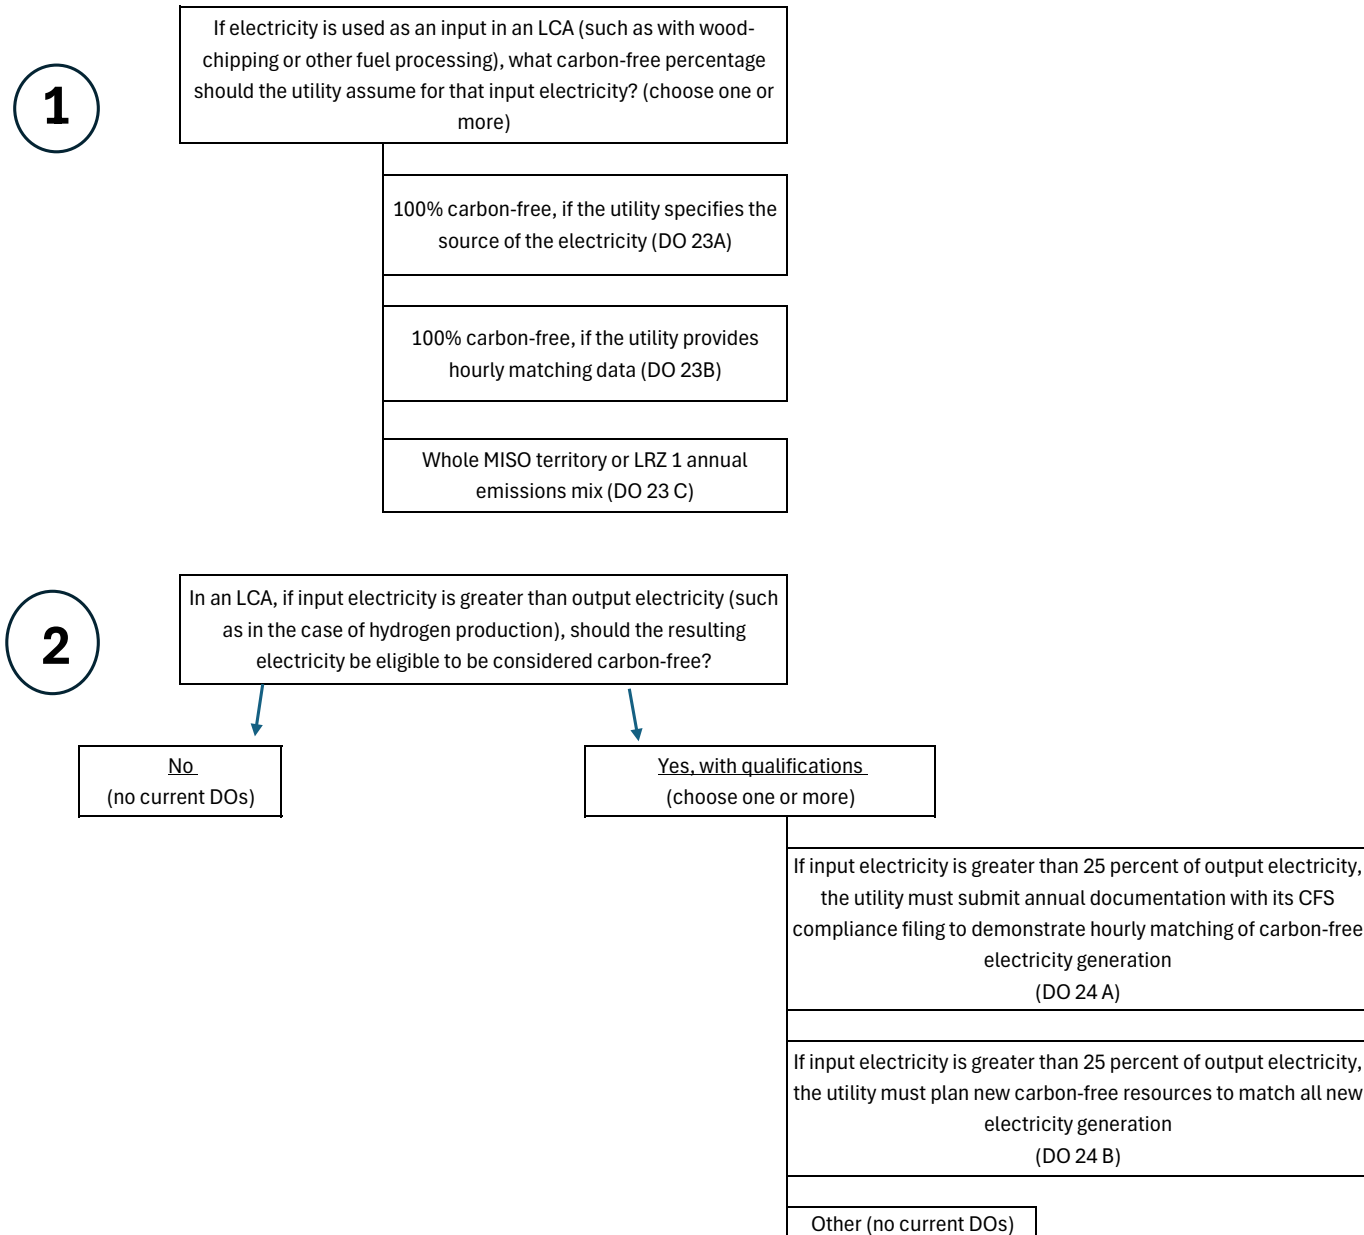 1
If electricity is used as an input in an LCA (such as with wood-
chipping or other fuel processing), what carbon-free percentage
should the utility assume for that input electricity? (choose one or
more)
100% carbon-free, if the utility specifies the
source of the electricity (DO 23A)
100% carbon-free, if the utility provides
hourly matching data (DO 23B)
Whole MISO territory or LRZ 1 annual
emissions mix (DO 23 C)
2
In an LCA, if input electricity is greater than output electricity (such
as in the case of hydrogen production), should the resulting
electricity be eligible to be considered carbon-free?
No
(no current DOs)
Yes, with qualifications
(choose one or more)
If input electricity is greater than 25 percent of output electricity,
the utility must submit annual documentation with its CFS
compliance filing to demonstrate hourly matching of carbon-free
electricity generation
(DO 24 A)
If input electricity is greater than 25 percent of output electricity,
the utility must plan new carbon-free resources to match all new
electricity generation
(DO 24 B)
Other (no current DOs)